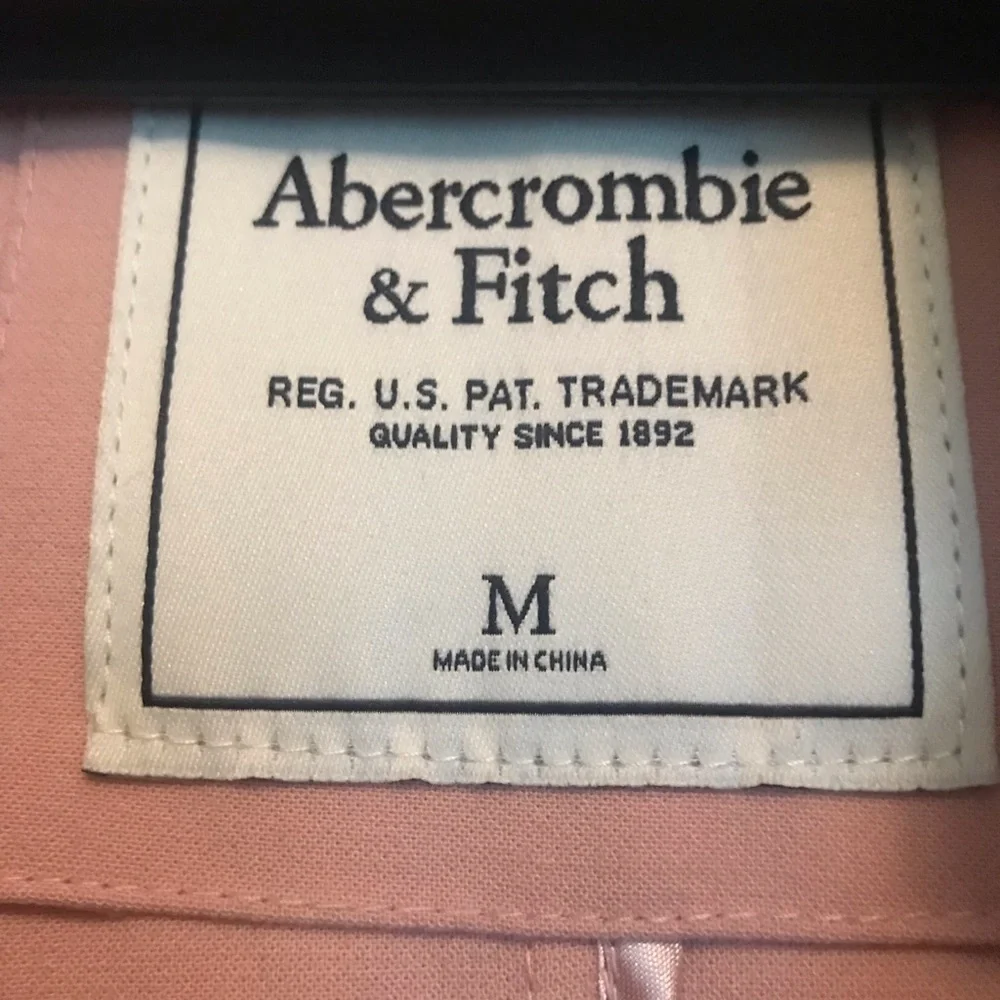 Abercrombie
& Fitch
REG. U.S. PAT. TRADEMARK
QUALITY SINCE 1892
M
MADE IN CHINA